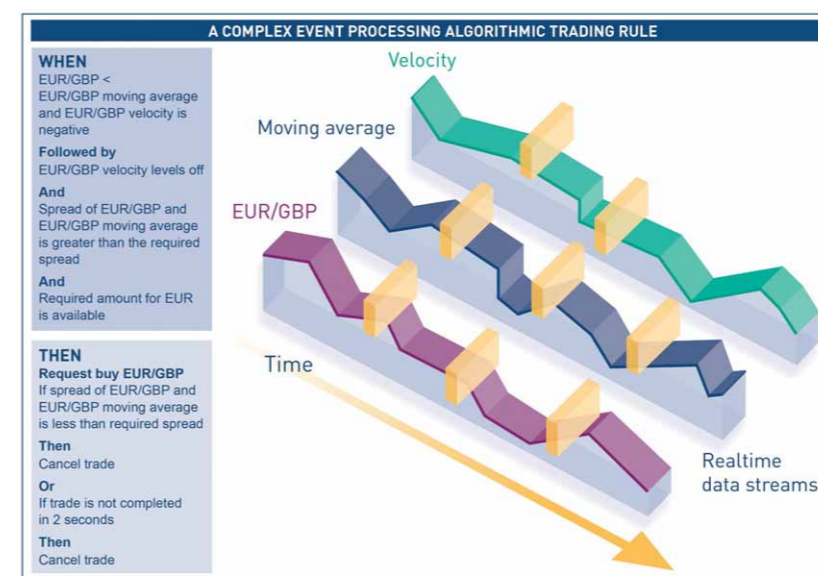 A COMPLEX EVENT PROCESSING ALGORITHMIC TRADING RULE
WHEN
EUR/GBP <
EUR/GBP moving average
and EUR/GBP velocity is
negative
Followed by
EUR/GBP velocity levels off
And
Spread of EUR/GBP and
EUR/GBP moving average
is greater than the required
spread
And
Required amount for EUR
is available
THEN
Request buy EUR/GBP
If spread of EUR/GBP and
EUR/GBP moving average
is less than required spread
Then
Cancel trade
Or
If trade is not completed
in 2 seconds
Then
Cancel trade
Velocity
Moving average
EUR/GBP
Time
Realtime
data streams